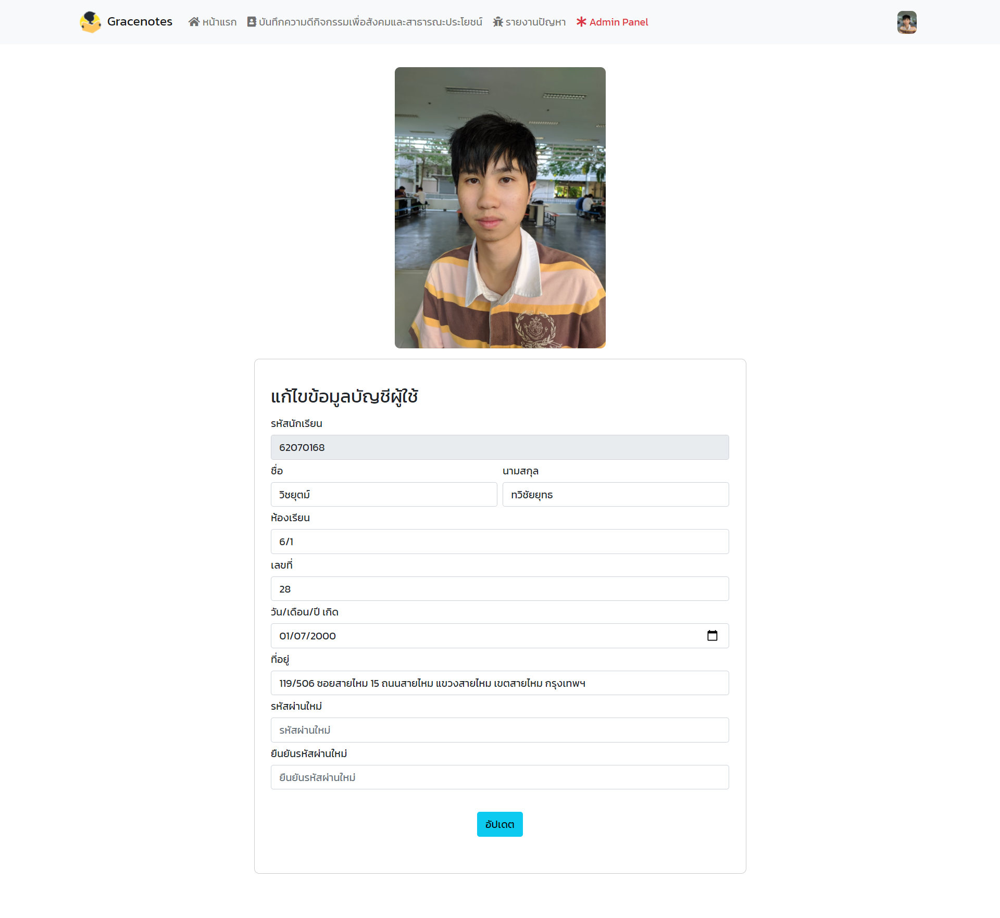 Gracenotes หน้าแรก บันทึกความดีกิจกรรมเพื่อสังคมและสาธารณะประโยชน์ รายงานปัญหา Admin Panel
แก้ไขข้อมูลบัญชีผู้ใช้
รหัสนักเรียน
62070168
ชื่อ นามสกุล
วิชยุตม์ ทวิชัยยุทธ
ห้องเรียน
6/1
เลขที่
28
วัน/เดือน/ปี เกิด
01/07/2000
ที่อยู่
119/506 ซอยสายไหม 15 ถนนสายไหม แขวงสายไหม เขตสายไหม กรุงเทพฯ
รหัสผ่านใหม่
รหัสผ่านใหม่
ยืนยันรหัสผ่านใหม่
ยืนยันรหัสผ่านใหม่
อัปเดต